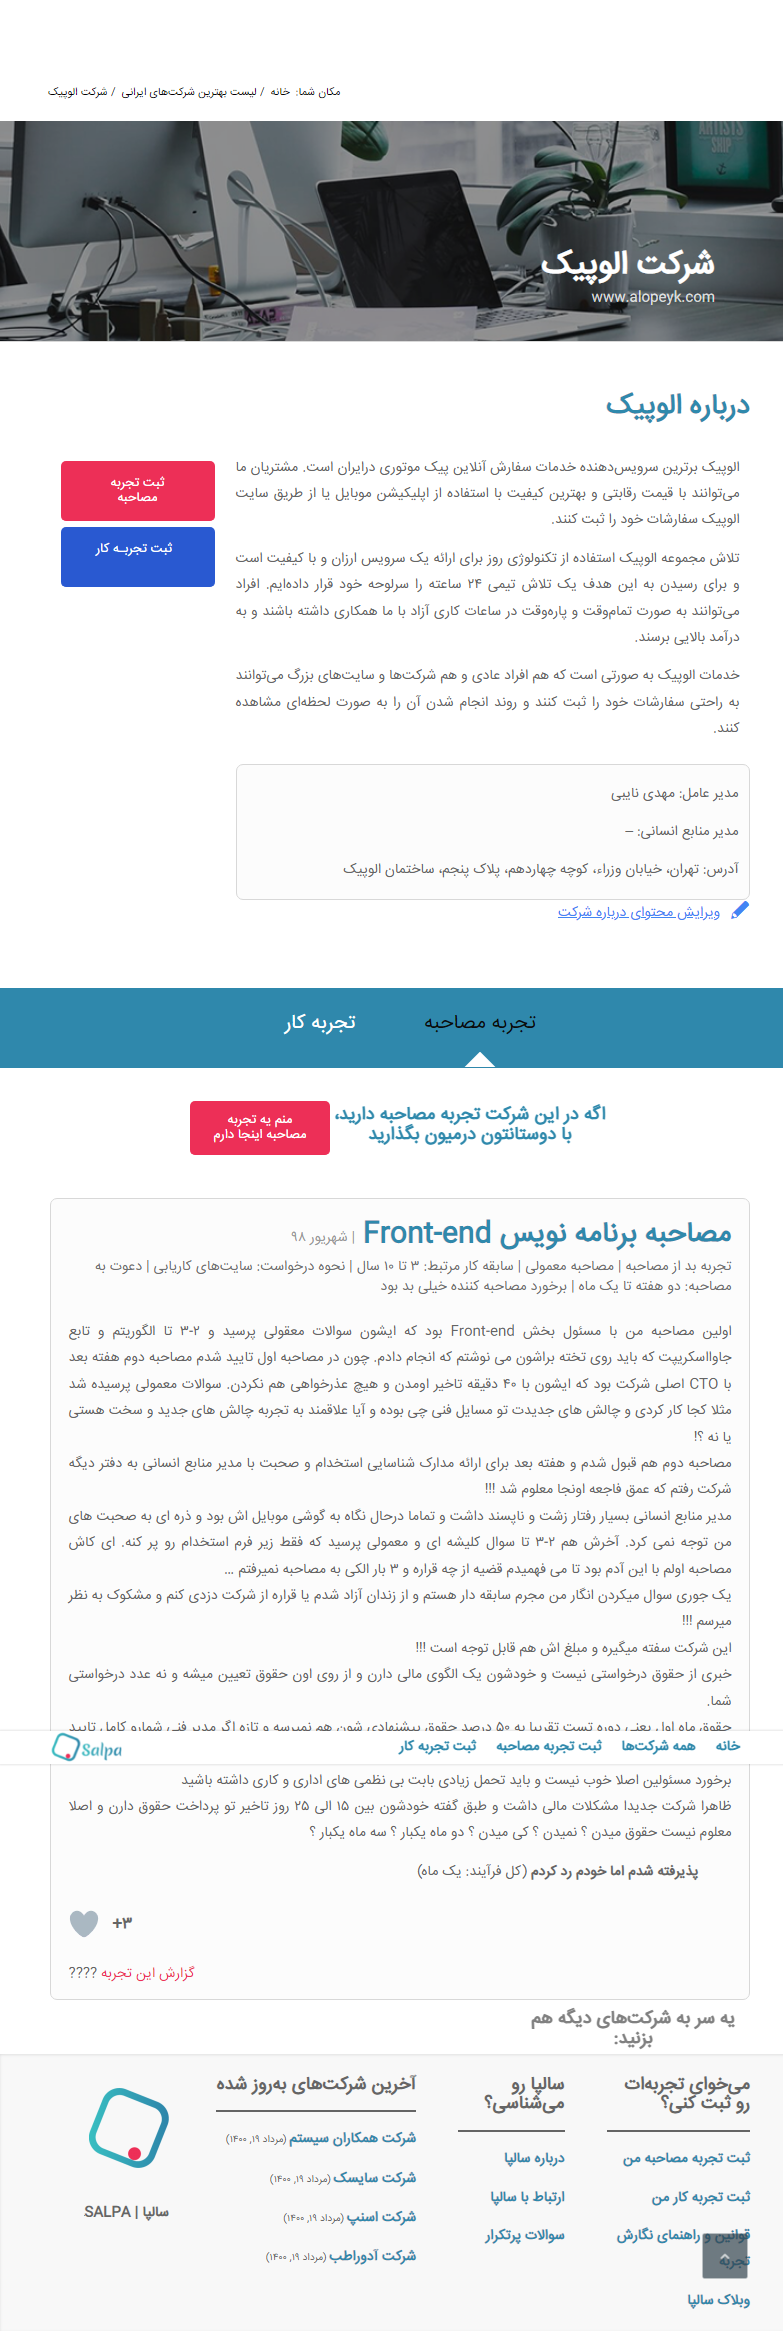 مکان شما: خانه / لیست بهترین شرکت‌های ایرانی / شرکت الوپیک
ARTISTS
SHIP
شرکت الوپیک
www.alopeyk.com
درباره الوپیک
الوپیک برترین سرویس‌دهنده خدمات سفارش آنلاین پیک موتوری درایران است. مشتریان ما
می‌توانند با قیمت رقابتی و بهترین کیفیت با استفاده از اپلیکیشن موبایل یا از طریق سایت
الوپیک سفارشات خود را ثبت کنند.
تلاش مجموعه الوپیک استفاده از تکنولوژی روز برای ارائه یک سرویس ارزان و با کیفیت است
و برای رسیدن به این هدف یک تلاش تیمی ۲۴ ساعته را سرلوحه خود قرار داده‌ایم. افراد
می‌توانند به صورت تمام‌وقت و پاره‌وقت در ساعات کاری آزاد با ما همکاری داشته باشند و به
درآمد بالایی برسند.
خدمات الوپیک به صورتی است که هم افراد عادی و هم شرکت‌ها و سایت‌های بزرگ می‌توانند
به راحتی سفارشات خود را ثبت کنند و روند انجام شدن آن را به صورت لحظه‌ای مشاهده
کنند.
ثبت تجربه
مصاحبه
ثبت تجربـه کار
مدیر عامل: مهدی نایبی
مدیر منابع انسانی: –
آدرس: تهران، خیابان وزراء، کوچه چهاردهم، پلاک پنجم، ساختمان الوپیک
ویرایش محتوای درباره شرکت
تجربه مصاحبه
تجربه کار
اگه در این شرکت تجربه مصاحبه دارید،
با دوستانتون درمیون بگذارید
منم یه تجربه
مصاحبه اینجا دارم
مصاحبه برنامه نویس Front-end | شهریور ۹۸
تجربه بد از مصاحبه | مصاحبه معمولی | سابقه کار مرتبط: ۳ تا ۱۰ سال | نحوه درخواست: سایت‌های کاریابی | دعوت به
مصاحبه: دو هفته تا یک ماه | برخورد مصاحبه کننده خیلی بد بود
اولین مصاحبه من با مسئول بخش Front-end بود که ایشون سوالات معقولی پرسید و ۲-۳ تا الگوریتم و تابع
جاوااسکریپت که باید روی تخته براشون می نوشتم که انجام دادم. چون در مصاحبه اول تایید شدم مصاحبه دوم هفته بعد
با CTO اصلی شرکت بود که ایشون با ۴۰ دقیقه تاخیر اومدن و هیچ عذرخواهی هم نکردن. سوالات معمولی پرسیده شد
مثلا کجا کار کردی و چالش های جدیدت تو مسایل فنی چی بوده و آیا علاقمند به تجربه چالش های جدید و سخت هستی
یا نه ؟!
مصاحبه دوم هم قبول شدم و هفته بعد برای ارائه مدارک شناسایی استخدام و صحبت با مدیر منابع انسانی به دفتر دیگه
شرکت رفتم که عمق فاجعه اونجا معلوم شد !!!
مدیر منابع انسانی بسیار رفتار زشت و ناپسند داشت و تماما درحال نگاه به گوشی موبایل اش بود و ذره ای به صحبت های
من توجه نمی کرد. آخرش هم ۲-۳ تا سوال کلیشه ای و معمولی پرسید که فقط زیر فرم استخدام رو پر کنه. ای کاش
مصاحبه اولم با این آدم بود تا می فهمیدم قضیه از چه قراره و ۳ بار الکی به مصاحبه نمیرفتم …
یک جوری سوال میکردن انگار من مجرم سابقه دار هستم و از زندان آزاد شدم یا قراره از شرکت دزدی کنم و مشکوک به نظر
میرسم !!!
این شرکت سفته میگیره و مبلغ اش هم قابل توجه است !!!
خبری از حقوق درخواستی نیست و خودشون یک الگوی مالی دارن و از روی اون حقوق تعیین میشه و نه عدد درخواستی
شما.
حقوق ماه اول یعنی دوره تست تقریبا به ۵۰ درصد حقوق پیشنهادی شون هم نمیرسه و تازه اگر مدیر فنی شمارو کامل تایید
خانه
همه شرکت‌ها
ثبت تجربه مصاحبه
ثبت تجربه کار
Salpa
برخورد مسئولین اصلا خوب نیست و باید تحمل زیادی بابت بی نظمی های اداری و کاری داشته باشید
ظاهرا شرکت جدیدا مشکلات مالی داشت و طبق گفته خودشون بین ۱۵ الی ۲۵ روز تاخیر تو پرداخت حقوق دارن و اصلا
معلوم نیست حقوق میدن ؟ نمیدن ؟ کی میدن ؟ دو ماه یکبار ؟ سه ماه یکبار ؟
پذیرفته شدم اما خودم رد کردم (کل فرآیند: یک ماه)
+۳
گزارش این تجربه ????
یه سر به شرکت‌های دیگه هم
بزنید:
می‌خوای تجربه‌ات
رو ثبت کنی؟
ثبت تجربه مصاحبه من
ثبت تجربه کار من
قوانین و راهنمای نگارش
تجربه
وبلاگ سالپا
سالپا رو
می‌شناسی؟
درباره سالپا
ارتباط با سالپا
سوالات پرتکرار
آخرین شرکت‌های به‌روز شده
شرکت همکاران سیستم (مرداد ۱۹, ۱۴۰۰)
شرکت سایسک (مرداد ۱۹, ۱۴۰۰)
شرکت اسنپ (مرداد ۱۹, ۱۴۰۰)
شرکت آدوراطب (مرداد ۱۹, ۱۴۰۰)
سالپا | SALPA